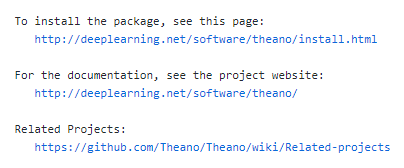 To install the package, see this page:
http://deeplearning.net/software/theano/install.html
For the documentation, see the project website:
http://deeplearning.net/software/theano/
Related Projects:
https://github.com/Theano/Theano/wiki/Related-projects